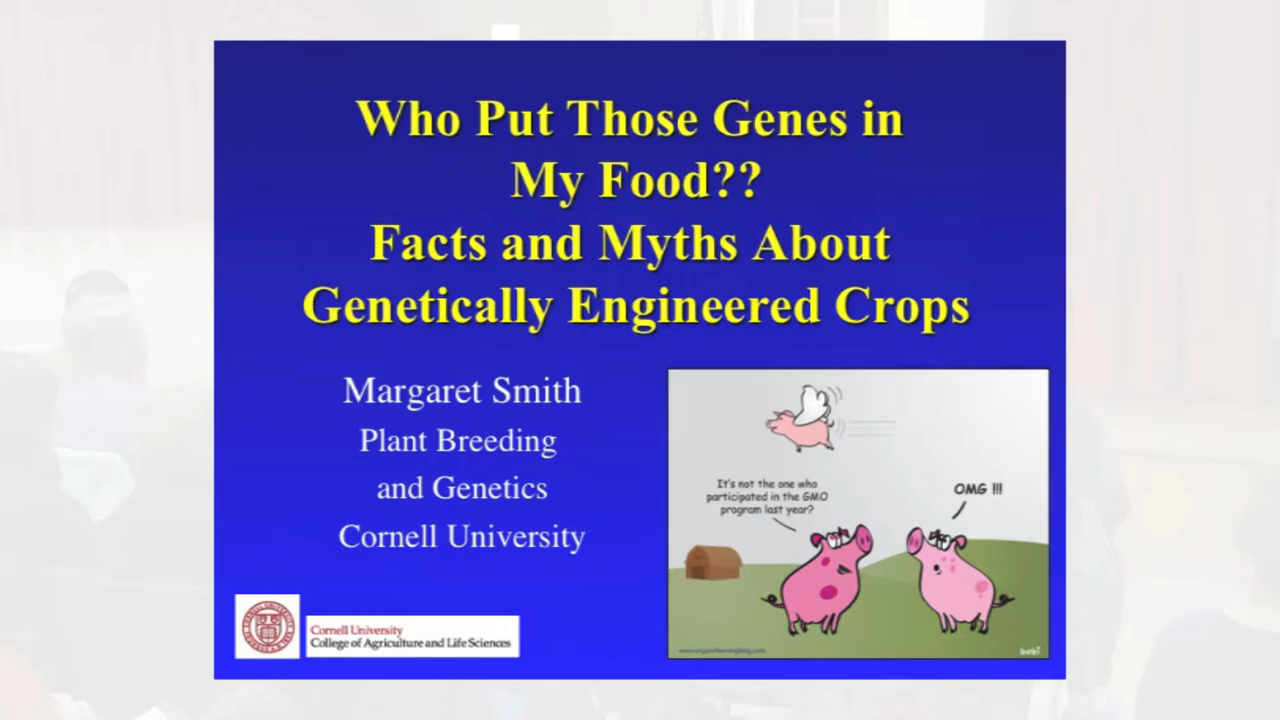 Who Put Those Genes in
My Food??
Facts and Myths About
Genetically Engineered Crops
Margaret Smith
Plant Breeding
and Genetics
Cornell University
It's not the one who
participated in the GMO
program last year?
OMG !!!
Cornell University
College of Agriculture and Life Sciences
bobi